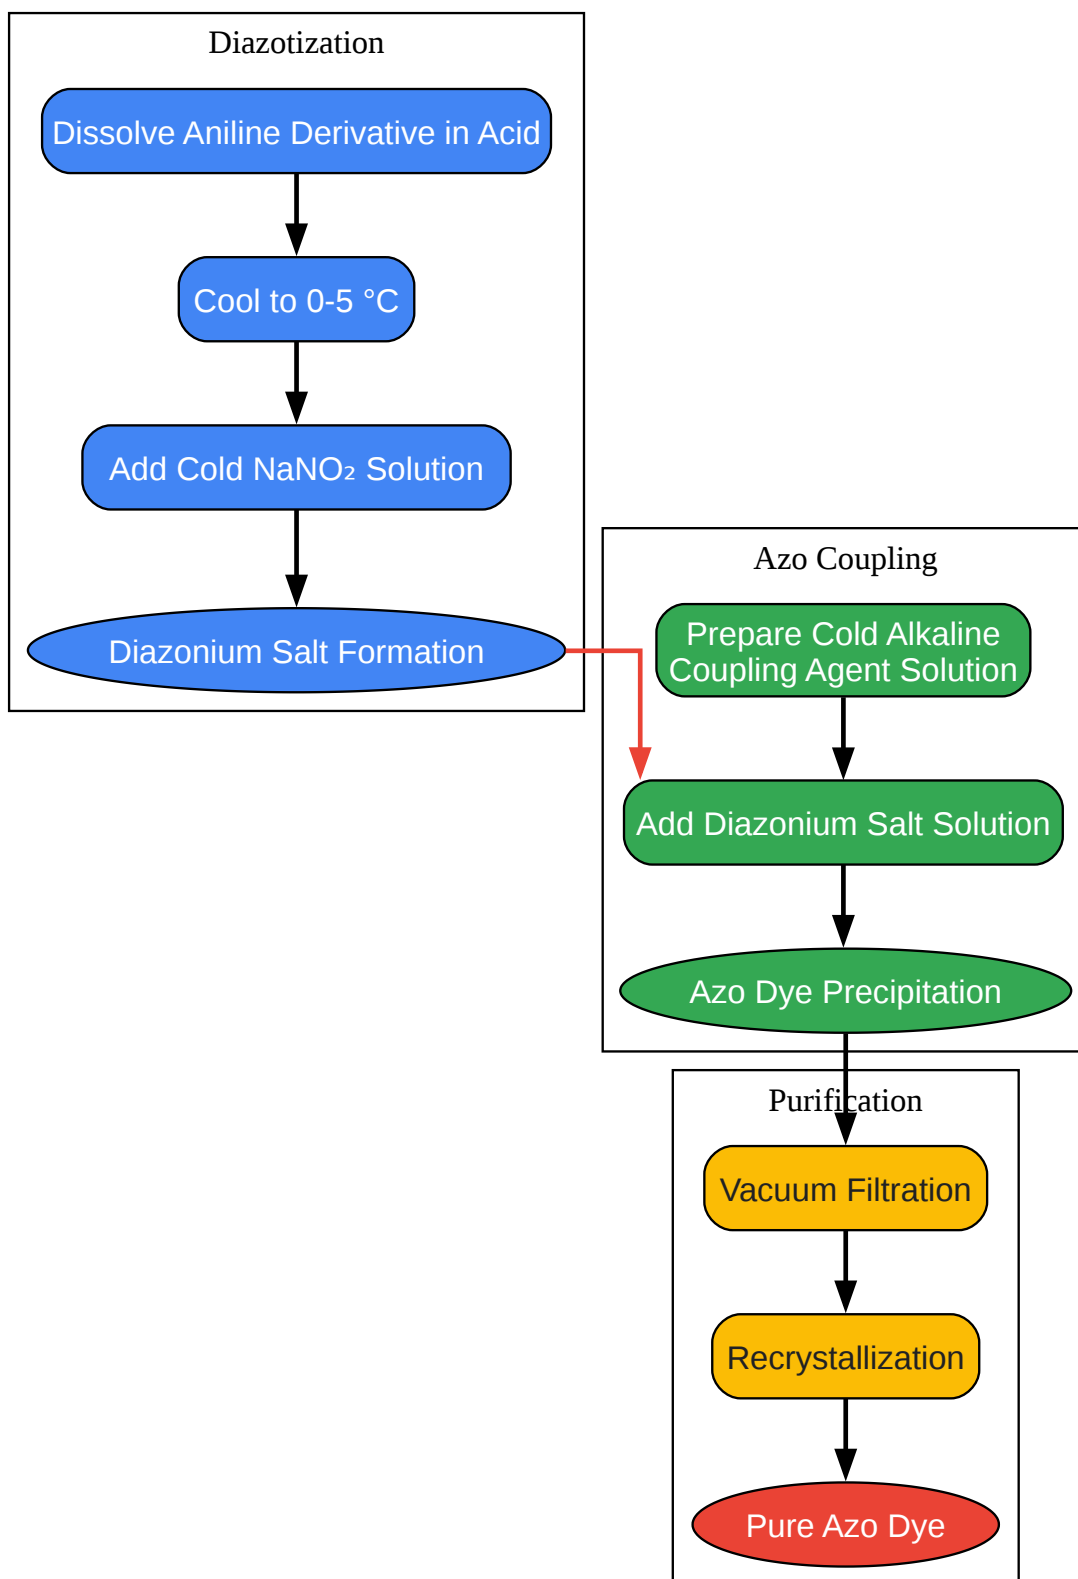 Diazotization
Dissolve Aniline Derivative in Acid
Cool to 0-5 °C
Add Cold NaNO₂ Solution
Diazonium Salt Formation
Azo Coupling
Prepare Cold Alkaline
Coupling Agent Solution
Add Diazonium Salt Solution
Azo Dye Precipitation
Purification
Vacuum Filtration
Recrystallization
Pure Azo Dye